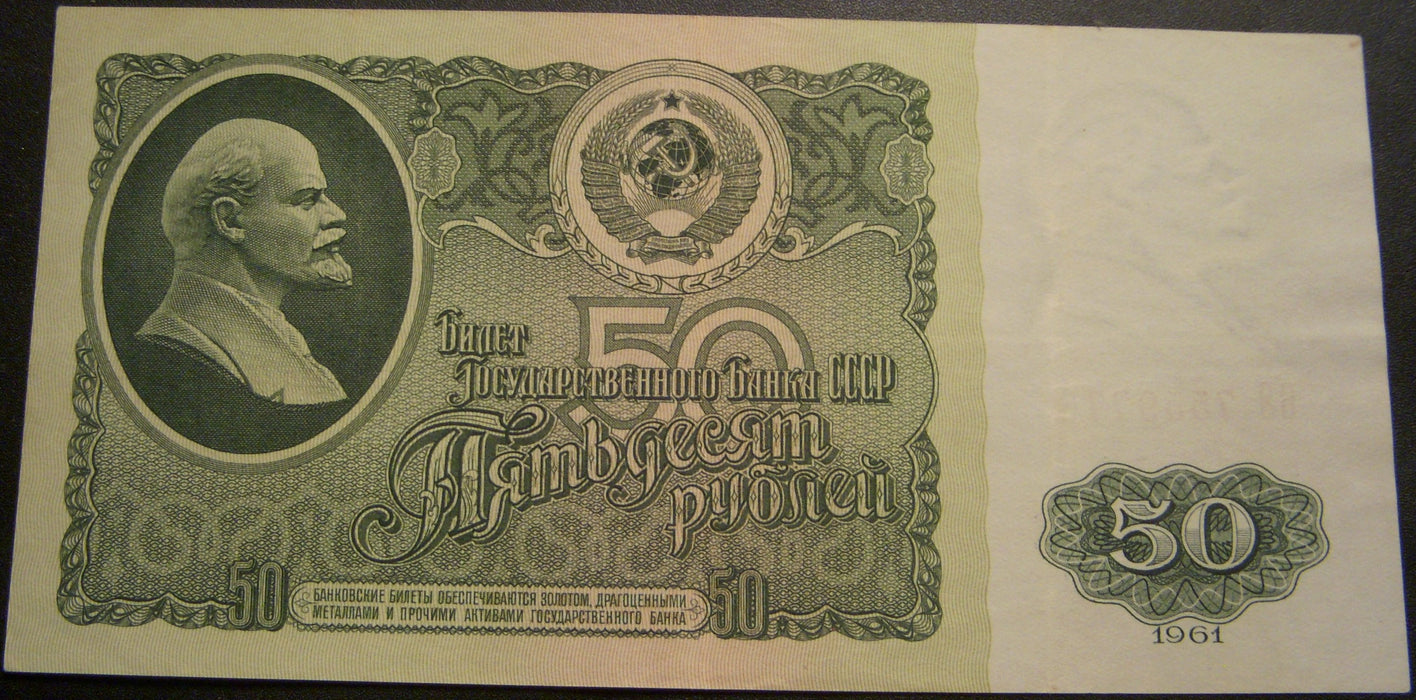 50
Билет
Государственного Банка СССР
Пятьдесят
рублей
50
БАНКОВСКИЕ БИЛЕТЫ ОБЕСПЕЧИВАЮТСЯ ЗОЛОТОМ, ДРАГОЦЕННЫМИ
МЕТАЛЛАМИ И ПРОЧИМИ АКТИВАМИ ГОСУДАРСТВЕННОГО БАНКА
50
50
1961